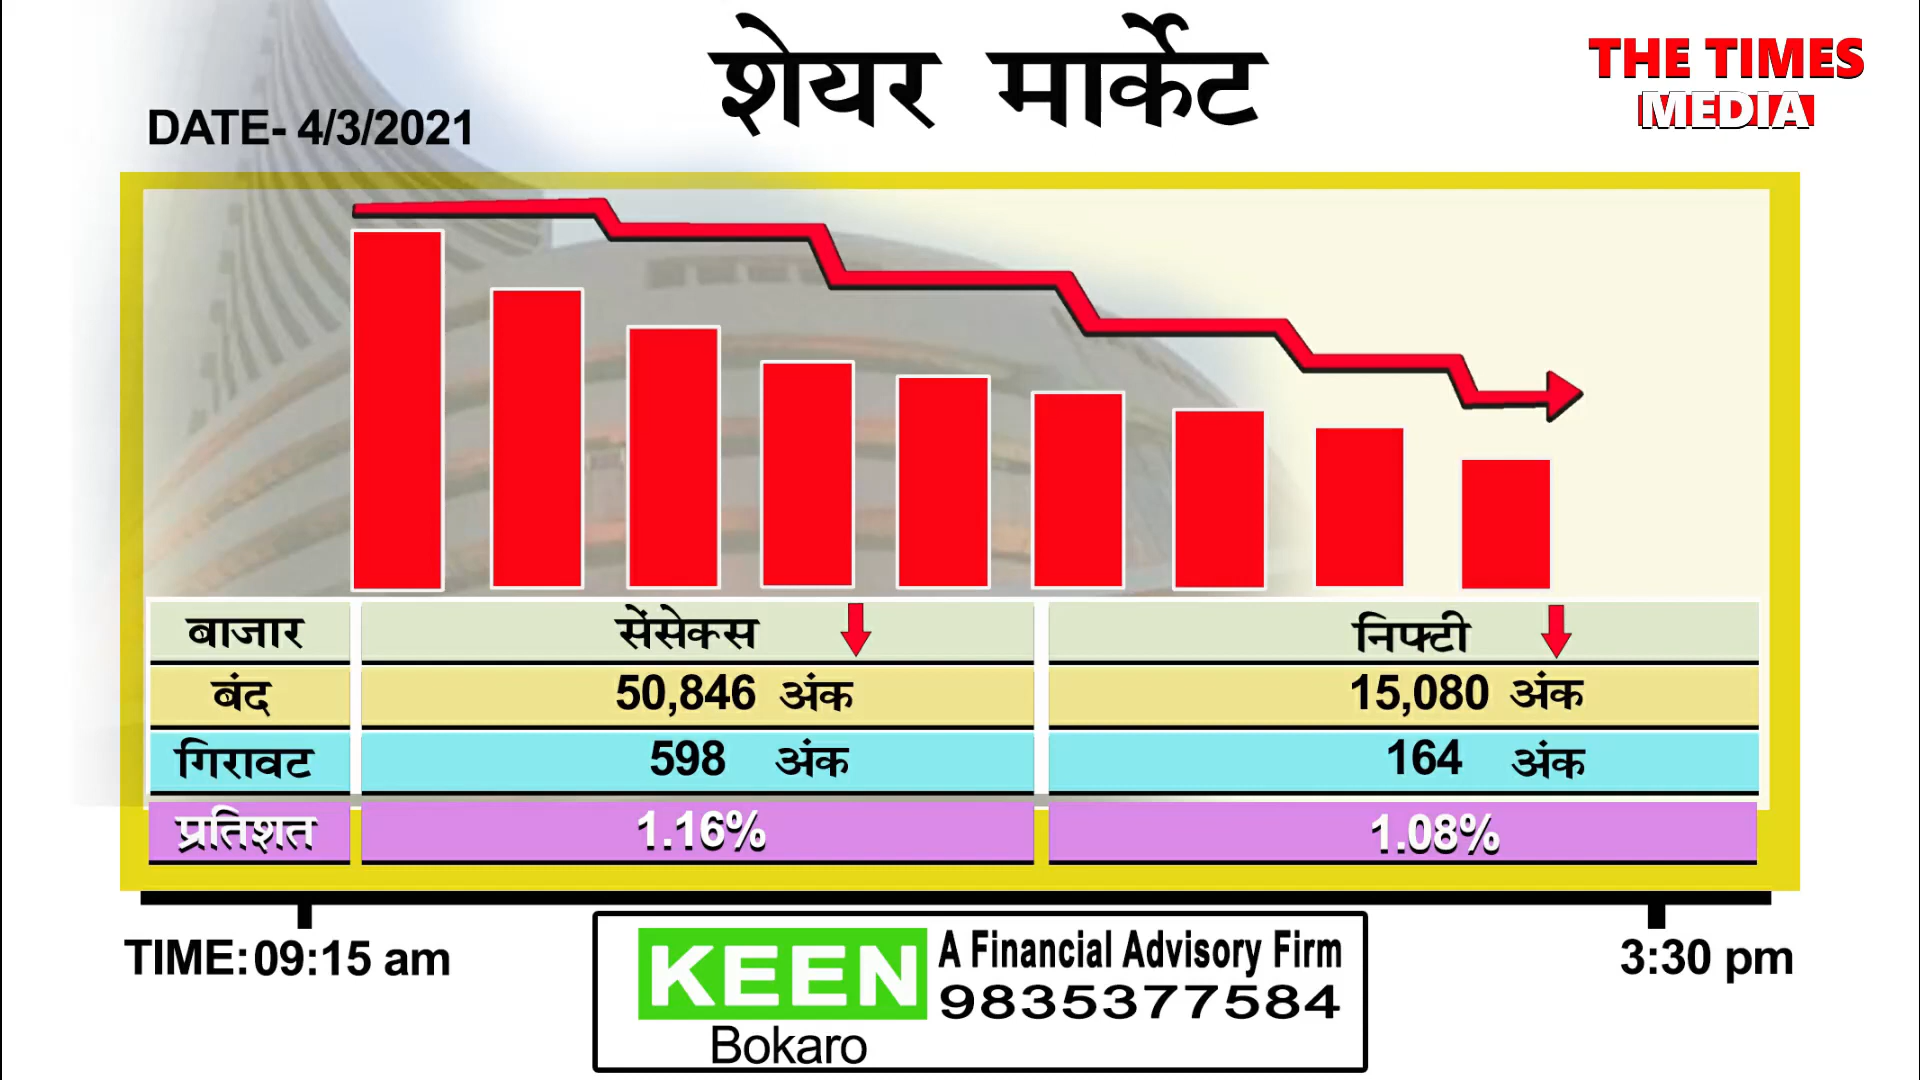 शेयर मार्केट
THE TIMES
MEDIA
DATE- 4/3/2021
बाजार सेंसेक्स निफ्टी
बंद 50,846 अंक 15,080 अंक
गिरावट 598 अंक 164 अंक
प्रतिशत 1.16% 1.08%
TIME:09:15 am 3:30 pm
KEEN A Financial Advisory Firm
9835377584
Bokaro